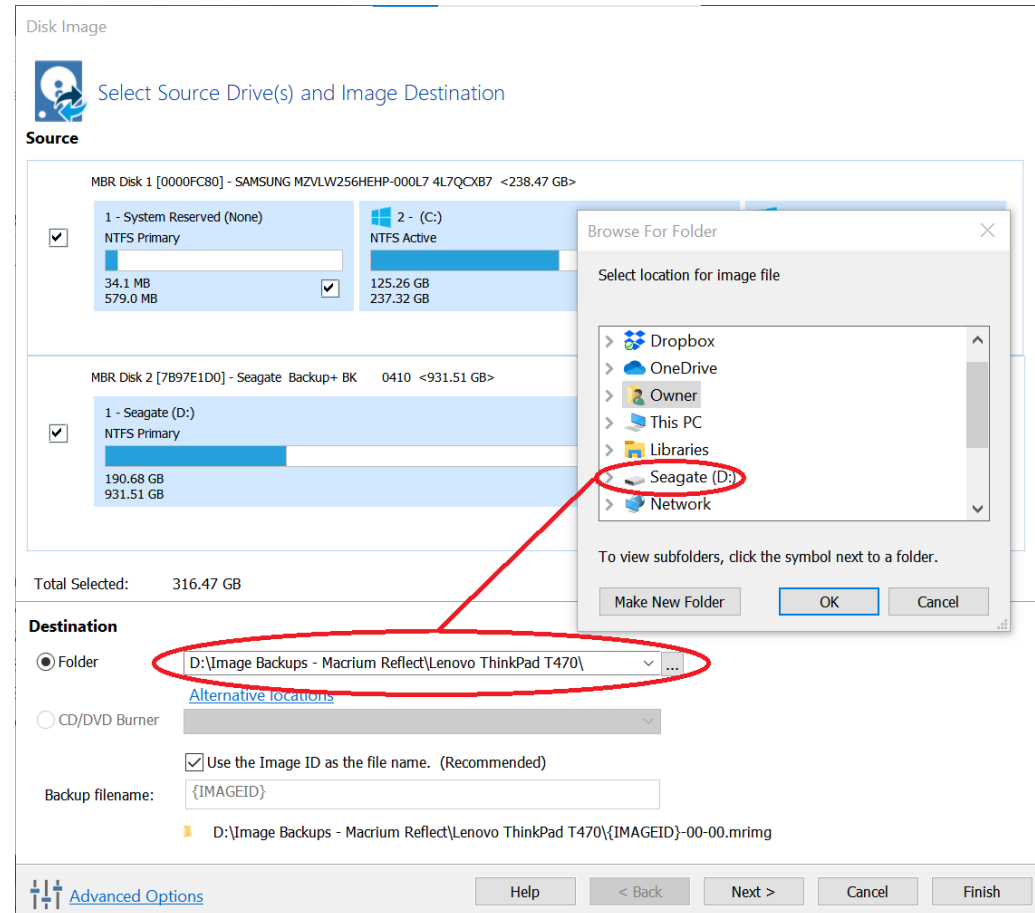 Disk Image
Select Source Drive(s) and Image Destination
Source
MBR Disk 1 [0000FC80] - SAMSUNG MZVLW256HEHP-000L7 4L7QCXB7  <238.47 GB>
1 - System Reserved (None)
NTFS Primary
34.1 MB
579.0 MB
2 -  (C:)
NTFS Active
125.26 GB
237.32 GB
MBR Disk 2 [7B97E1D0] - Seagate  Backup+ BK  0410  <931.51 GB>
1 - Seagate (D:)
NTFS Primary
190.68 GB
931.51 GB
Total Selected: 316.47 GB
Browse For Folder
Select location for image file
Dropbox
OneDrive
Owner
This PC
Libraries
Seagate (D:)
Network
To view subfolders, click the symbol next to a folder.
Make New Folder
OK
Cancel
Destination
Folder
D:\Image Backups - Macrium Reflect\Lenovo ThinkPad T470\
...
Alternative locations
CD/DVD Burner
Use the Image ID as the file name.  (Recommended)
Backup filename:
{IMAGEID}
D:\Image Backups - Macrium Reflect\Lenovo ThinkPad T470\{IMAGEID}-00-00.mrimg
Advanced Options
Help
< Back
Next >
Cancel
Finish